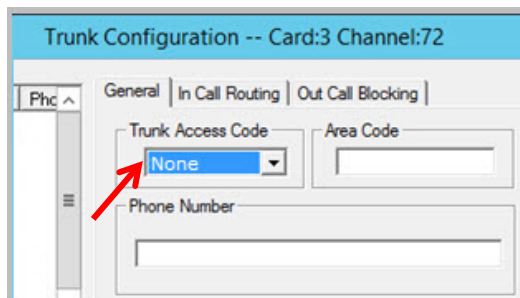 Trunk Configuration -- Card:3 Channel:72
Phc
General In Call Routing Out Call Blocking
Trunk Access Code Area Code
None
Phone Number